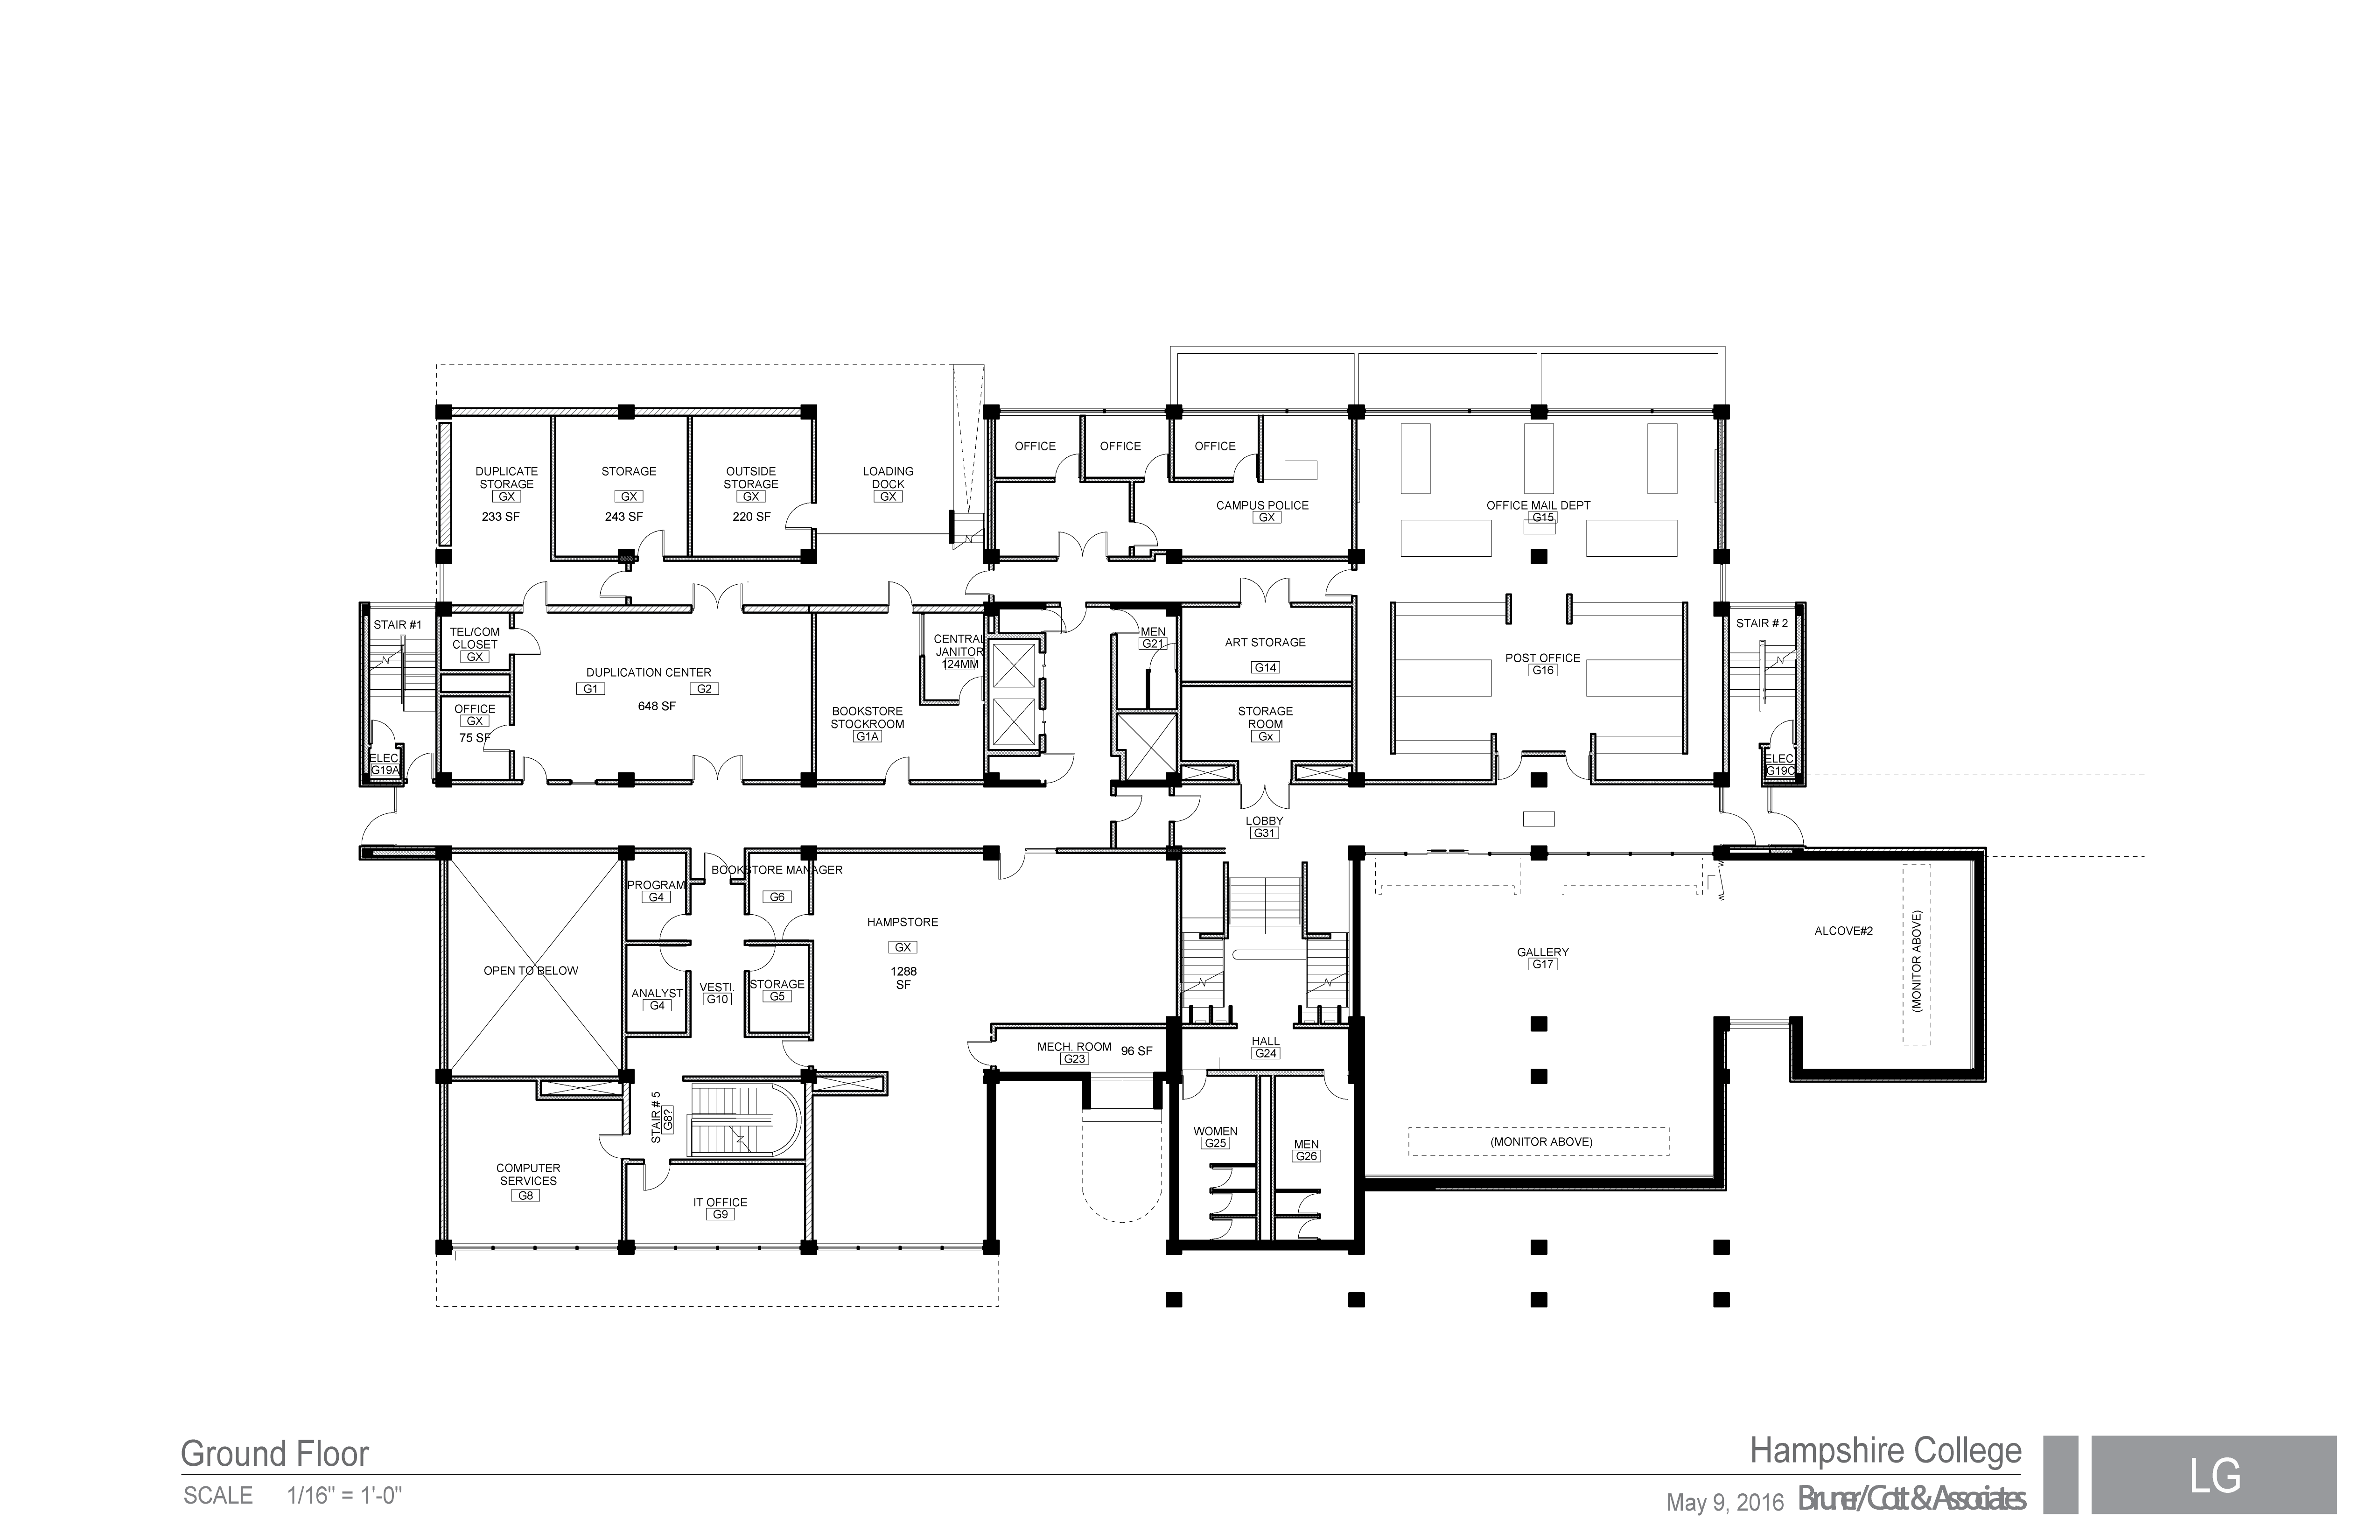 OFFICE
OFFICE
OFFICE
DUPLICATE
STORAGE
GX
233 SF
STORAGE
GX
243 SF
OUTSIDE
STORAGE
GX
220 SF
LOADING
DOCK
GX
CAMPUS POLICE
GX
OFFICE MAIL DEPT
G15
STAIR #1
TEL/COM
CLOSET
GX
DUPLICATION CENTER
G1
G2
648 SF
OFFICE
GX
75 SF
ELEC
G19A
CENTRAL
JANITOR
124MM
BOOKSTORE
STOCKROOM
G1A
MEN
G21
ART STORAGE
G14
STORAGE
ROOM
Gx
POST OFFICE
G16
STAIR # 2
ELEC
G19C
LOBBY
G31
PROGRAM
G4
BOOKSTORE MANAGER
G6
HAMPSTORE
GX
1288
SF
OPEN TO BELOW
ANALYST
G4
VESTI.
G10
STORAGE
G5
GALLERY
G17
ALCOVE#2
(MONITOR ABOVE)
MECH. ROOM
G23
96 SF
HALL
G24
STAIR # 5
G8?
WOMEN
G25
MEN
G26
(MONITOR ABOVE)
COMPUTER
SERVICES
G8
IT OFFICE
G9
Ground Floor
SCALE 1/16" = 1'-0"
Hampshire College
May 9, 2016 Bruner/Cott & Associates
LG